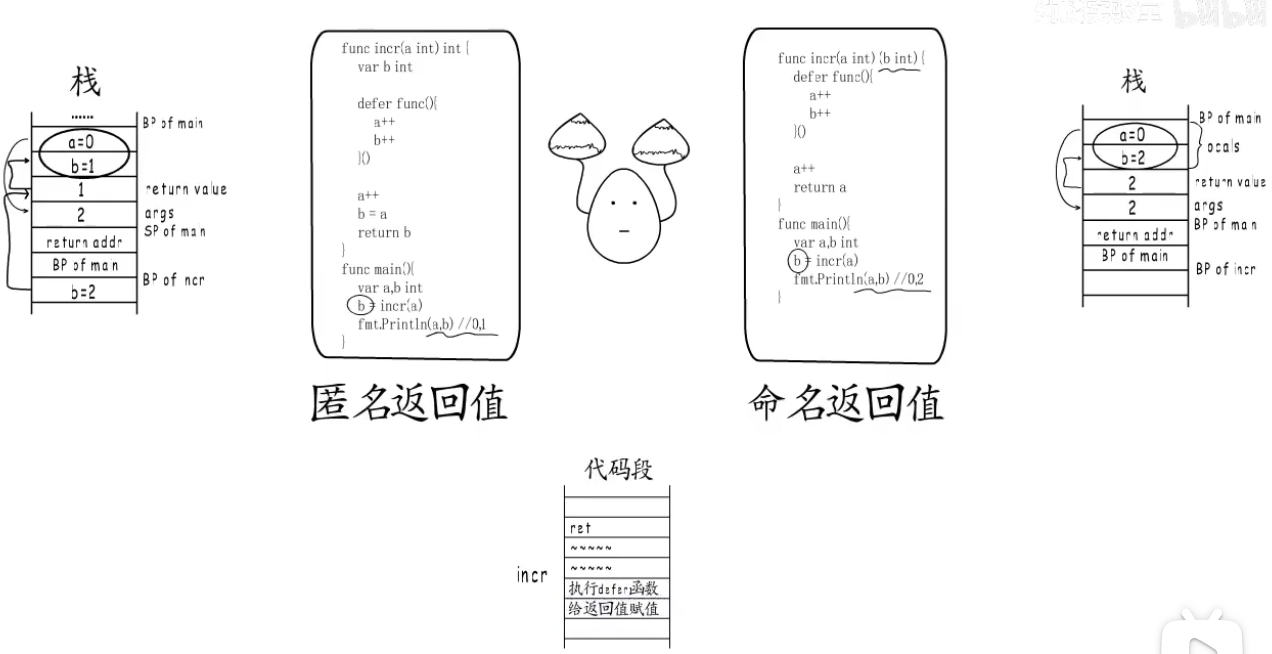 栈
......
BP of main
a=0
b=1
1
return value
2
args
SP of main
return addr
BP of main
BP of incr
b=2
func incr(a int) int {
var b int
defer func(){
a++
b++
}()
a++
b = a
return b
}
func main(){
var a,b int
b = incr(a)
fmt.Println(a,b) //0,1
}
匿名返回值
func incr(a int) (b int) {
defer func(){
a++
b++
}()
a++
return a
}
func main(){
var a,b int
b = incr(a)
fmt.Println(a,b) //0,2
}
命名返回值
栈
BP of main
a=0
locals
b=2
2
return value
2
args
BP of main
return addr
BP of main
BP of incr
代码段
ret
~~~~~
~~~~~
incr
执行defer函数
给返回值赋值
bilibili